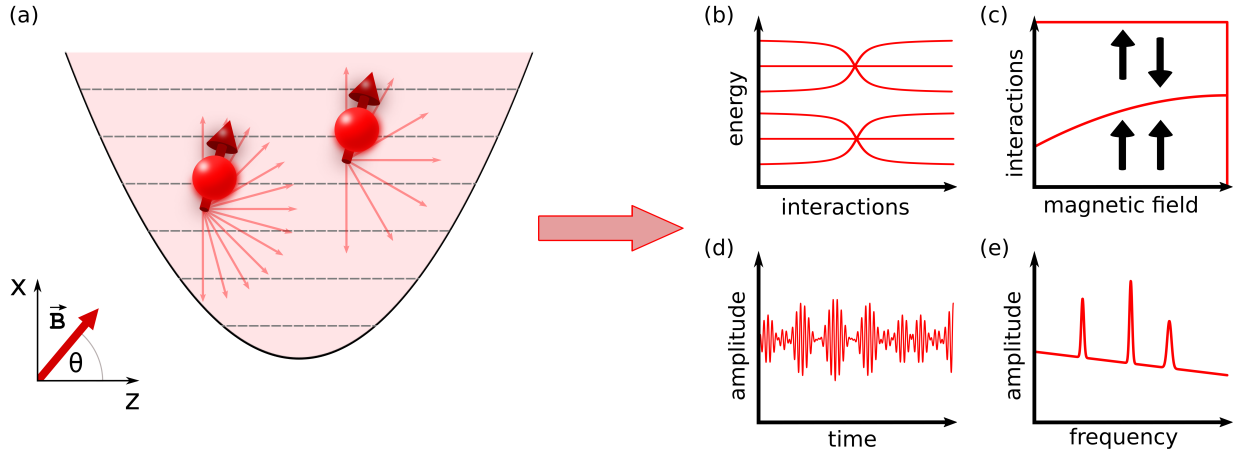 (a)
X
B
θ
Z
(b)
energy
interactions
(c)
interactions
magnetic field
(d)
amplitude
time
(e)
amplitude
frequency